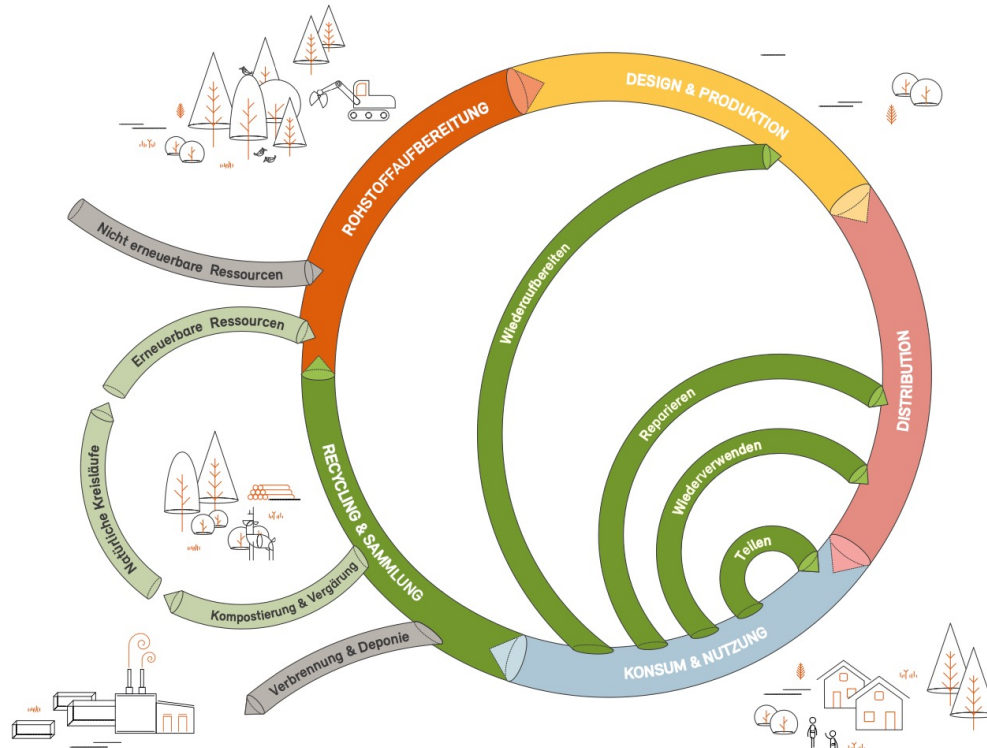 DESIGN & PRODUKTION
ROHSTOFFAUFBEREITUNG
Nicht erneuerbare Ressourcen
Wiederaufbereiten
Erneuerbare Ressourcen
DISTRIBUTION
Reparieren
Wiederverwenden
RECYCLING & SAMMLUNG
Natürliche Kreisläufe
Teilen
Kompostierung & Vergärung
KONSUM & NUTZUNG
Verbrennung & Deponie